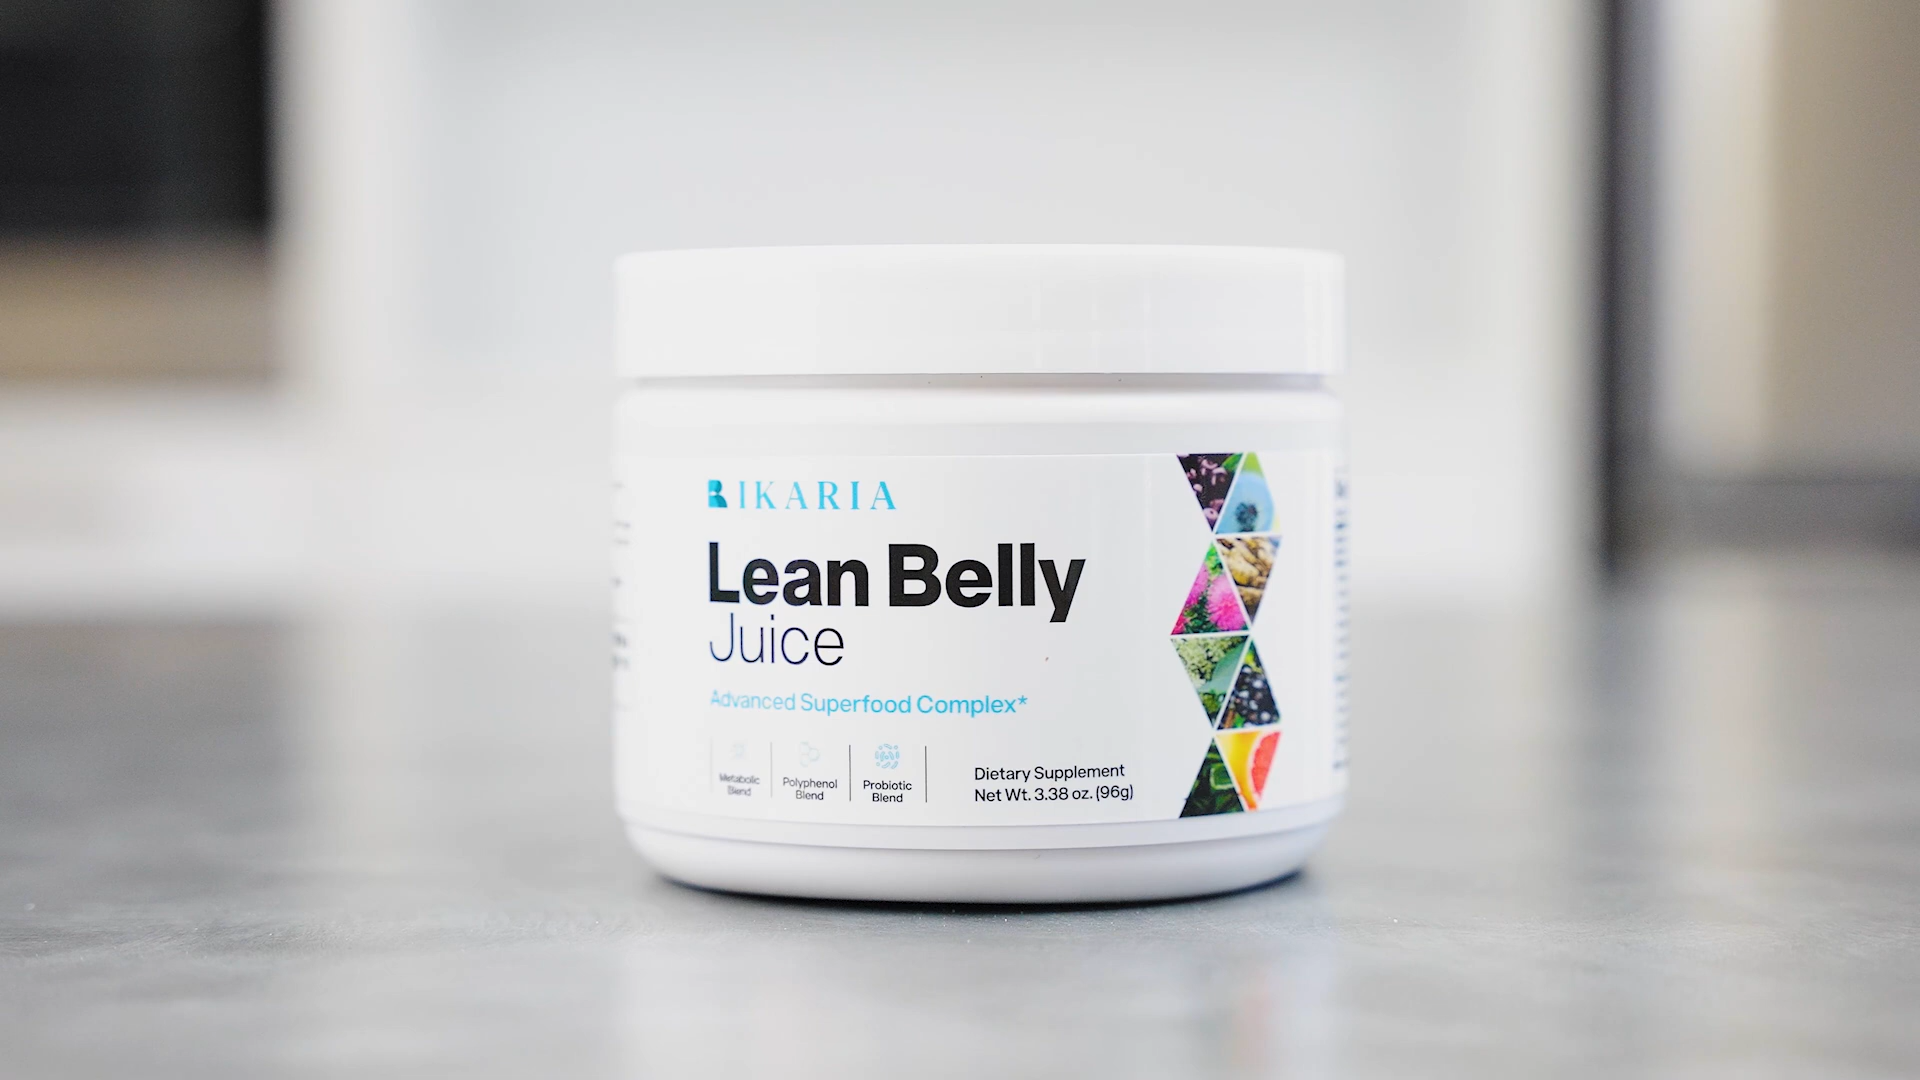 IKARIA
Lean Belly
Juice
Advanced Superfood Complex*
Metabolic
Blend
Polyphenol
Blend
Probiotic
Blend
Dietary Supplement
Net Wt. 3.38 oz. (96g)